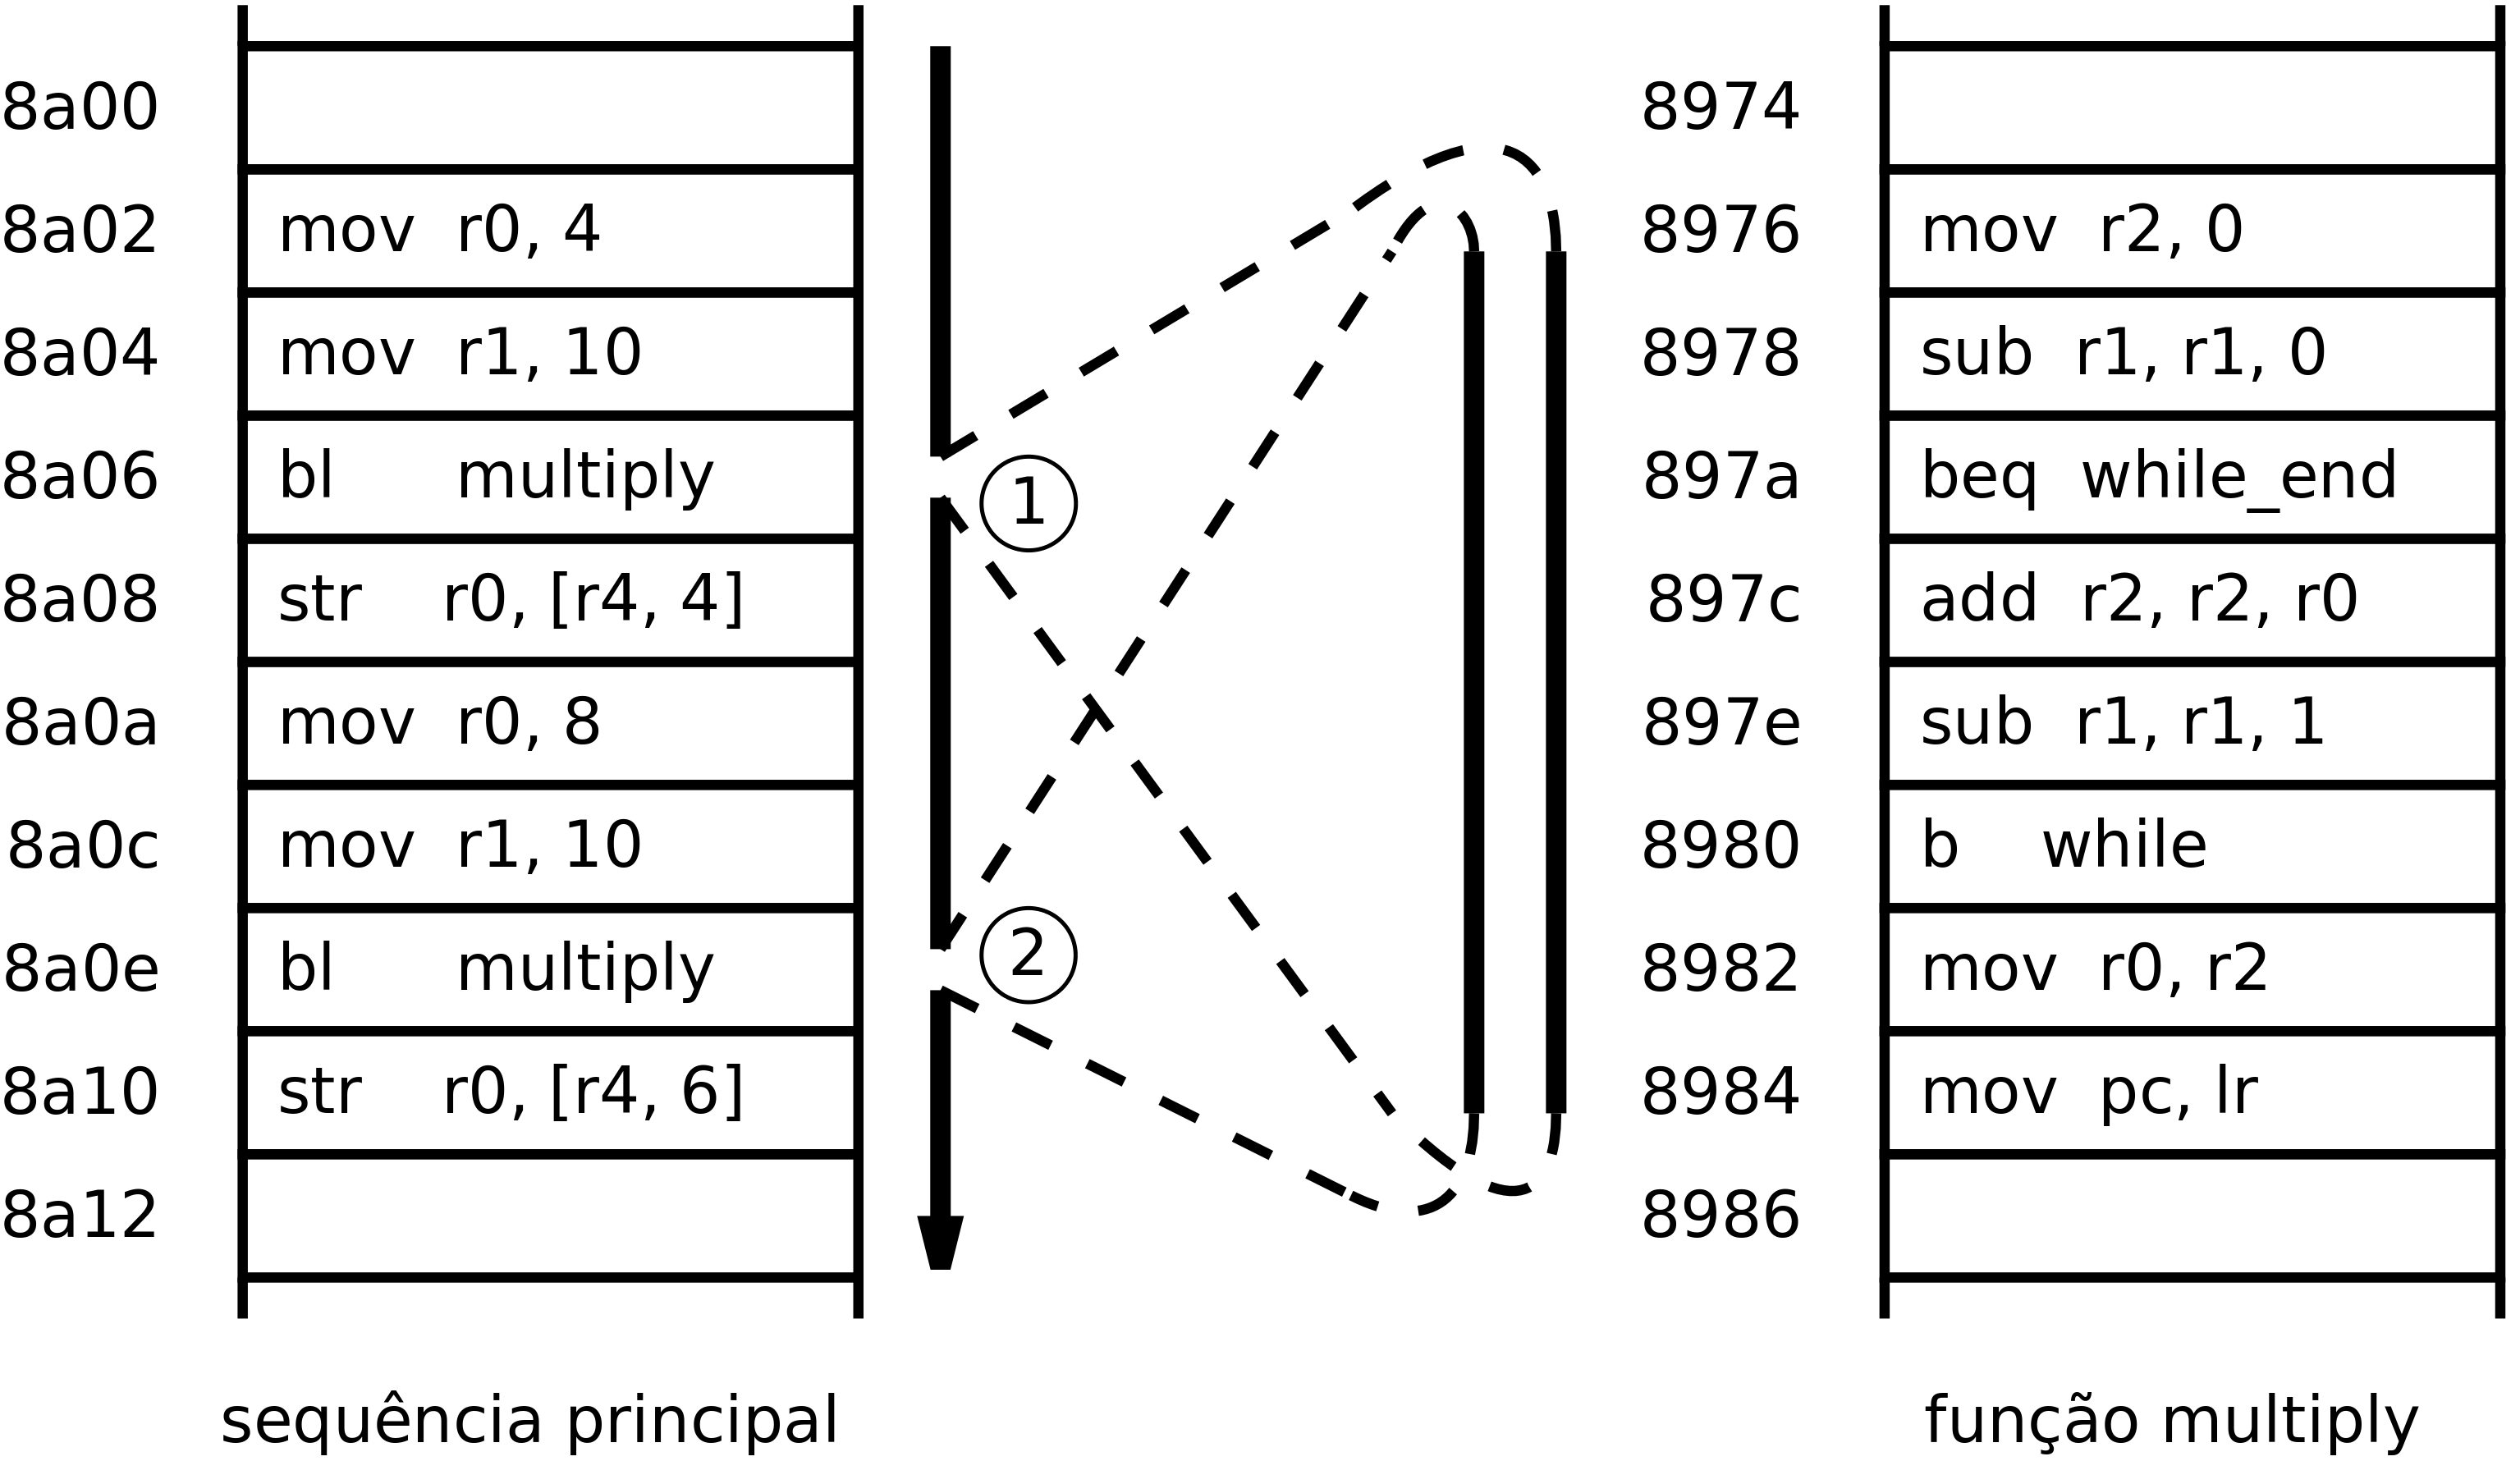 8a00
8a02 mov r0, 4
8a04 mov r1, 10
8a06 bl multiply
8a08 str r0, [r4, 4]
8a0a mov r0, 8
8a0c mov r1, 10
8a0e bl multiply
8a10 str r0, [r4, 6]
8a12
sequência principal
1
2
8974
8976 mov r2, 0
8978 sub r1, r1, 0
897a beq while_end
897c add r2, r2, r0
897e sub r1, r1, 1
8980 b while
8982 mov r0, r2
8984 mov pc, lr
8986
função multiply